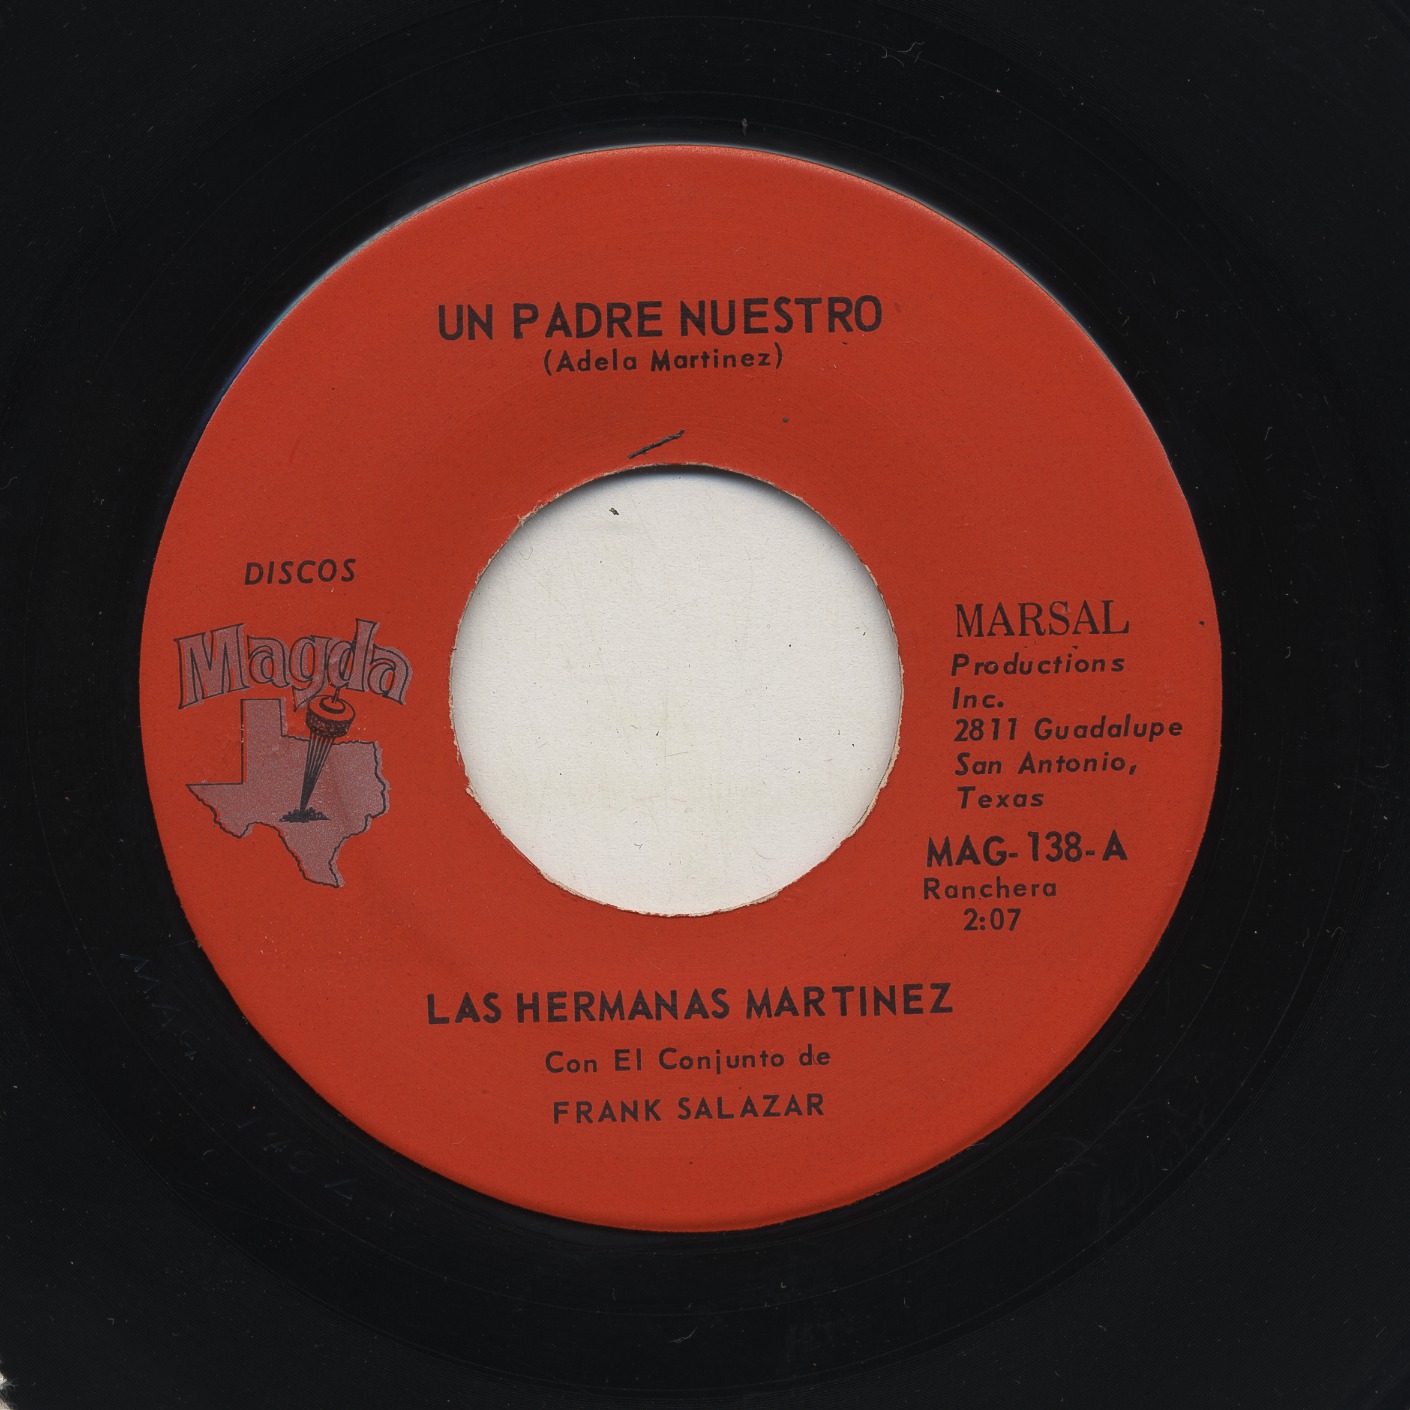 UN PADRE NUESTRO
(Adela Martinez)
DISCOS
Magda
MARSAL
Productions
Inc.
2811 Guadalupe
San Antonio,
Texas
MAG-138-A
Ranchera
2:07
LAS HERMANAS MARTINEZ
Con El Conjunto de
FRANK SALAZAR